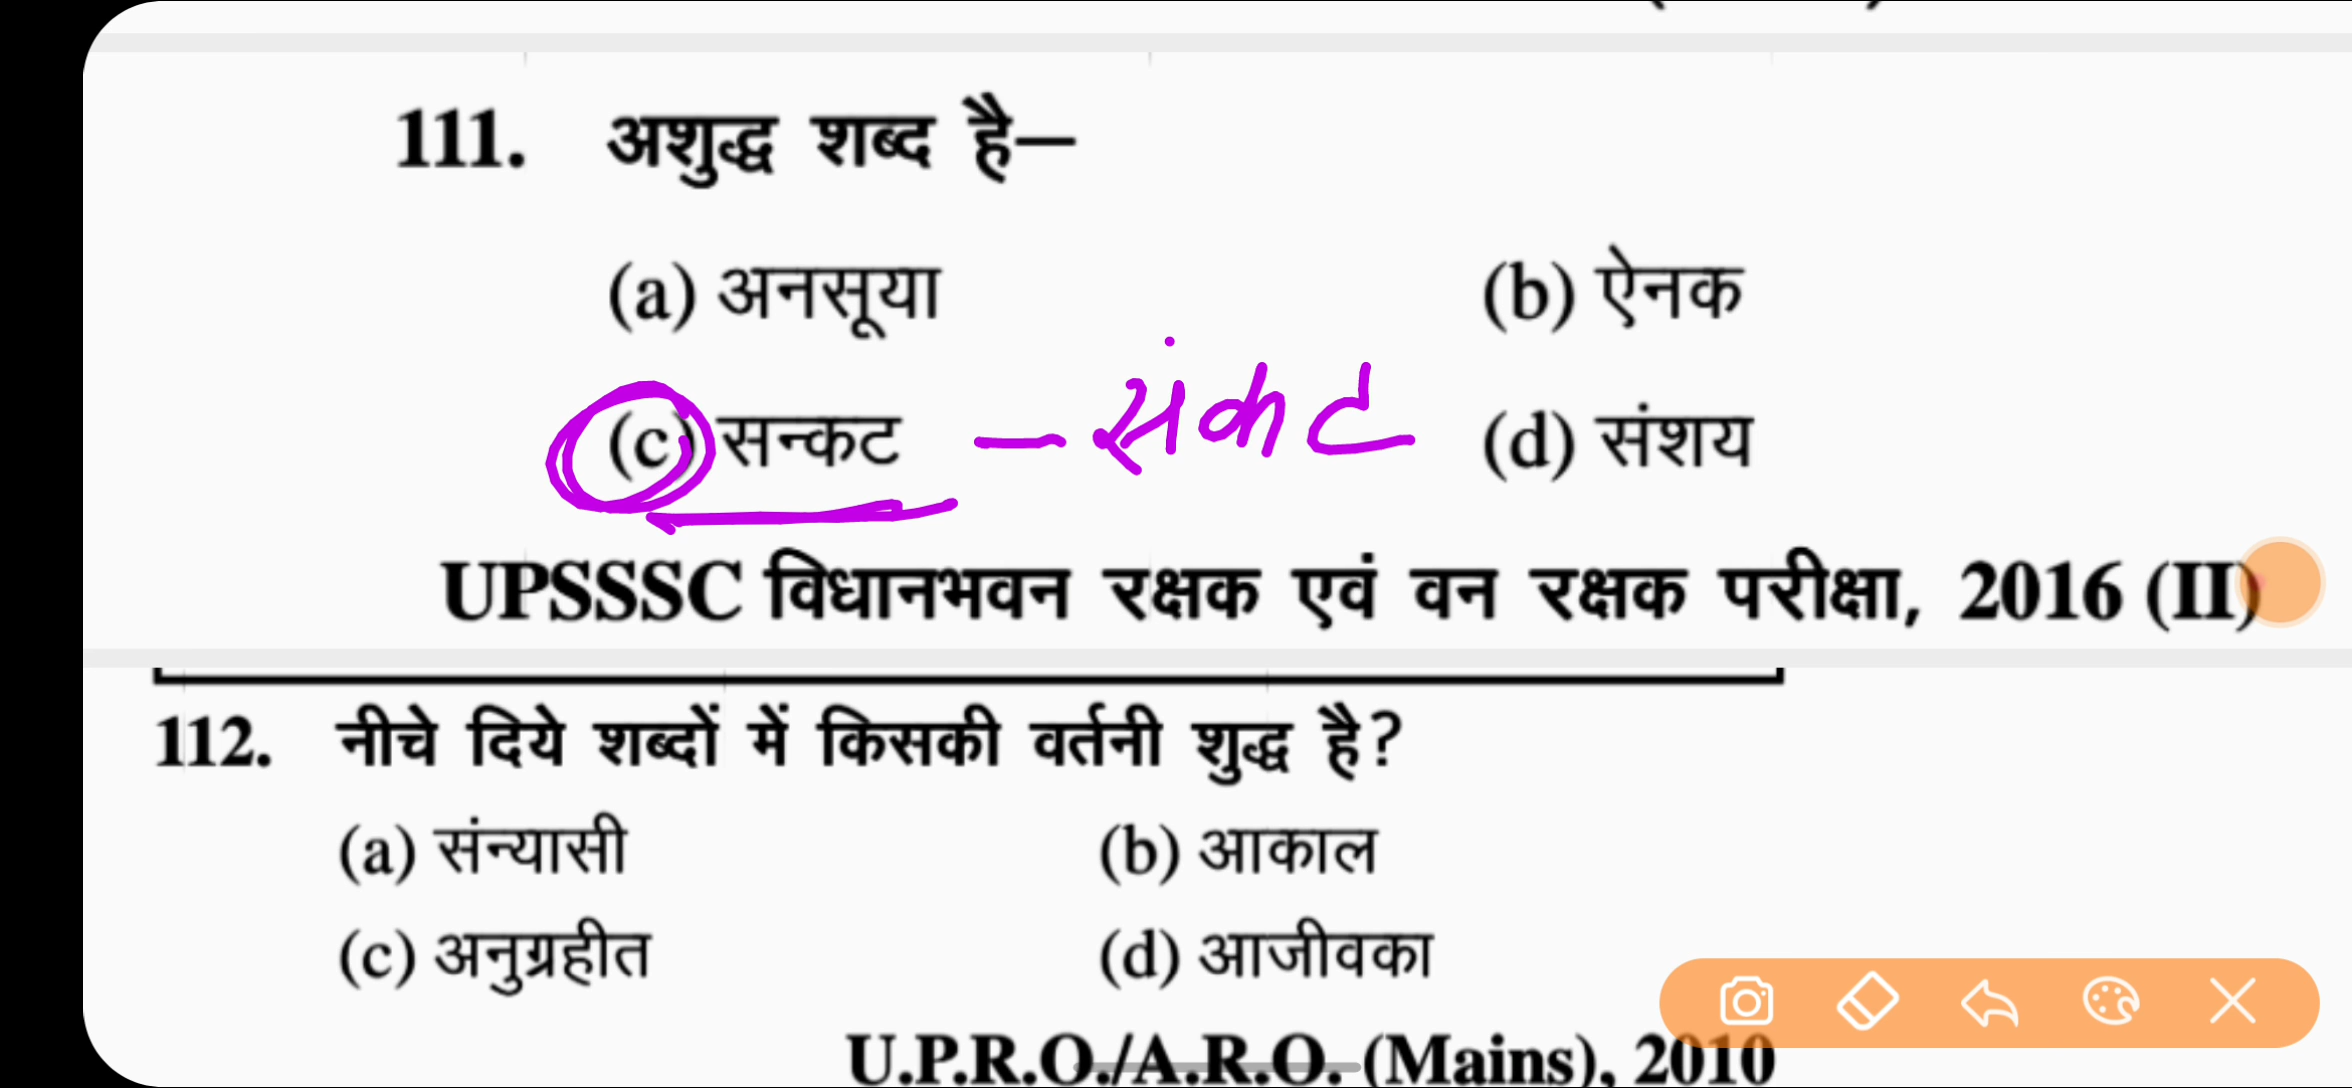 111. अशुद्ध शब्द है—
(a) अनसूया (b) ऐनक
(c) सन्कट – संकट (d) संशय
UPSSSC विधानभवन रक्षक एवं वन रक्षक परीक्षा, 2016 (II)
112. नीचे दिये शब्दों में किसकी वर्तनी शुद्ध है?
(a) संन्यासी (b) आकाल
(c) अनुग्रहीत (d) आजीवका
U.P.R.O./A.R.O. (Mains), 2010